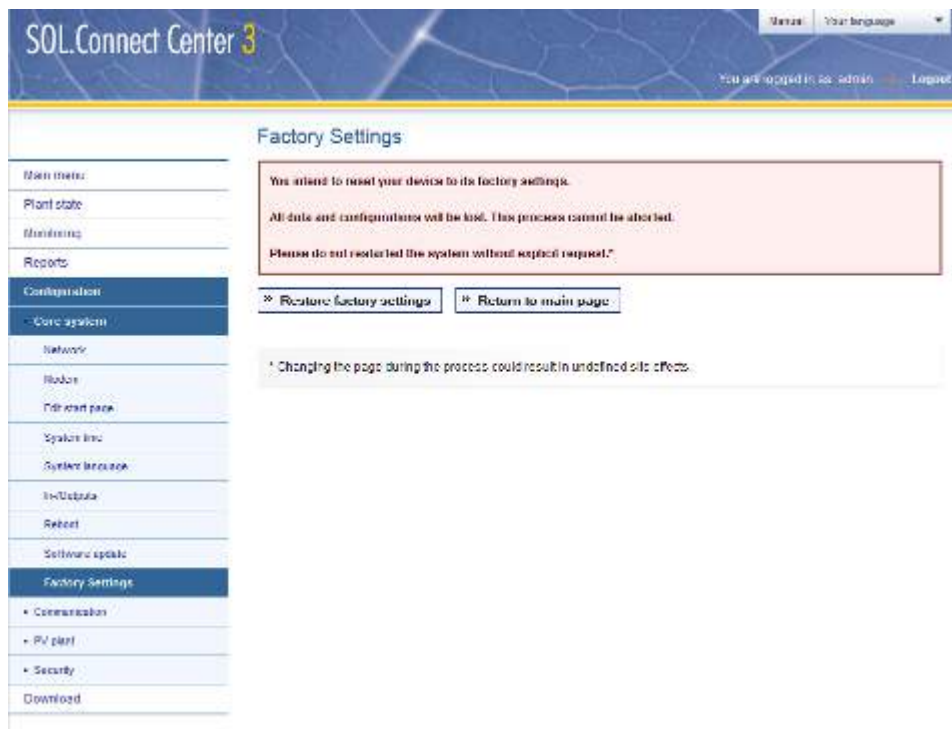 SOL.Connect Center 3
Manual Your language
You are logged in as: admin Logout
Factory Settings
You intend to reset your device to its factory settings.
All data and configurations will be lost. This process cannot be aborted.
Please do not restarted the system without explicit request.*
» Restore factory settings » Return to main page
* Changing the page during the process could result in undefined site effects.
Main menu
Plant state
Monitoring
Reports
Configuration
Core system
Network
Modem
Edit start page
System time
System language
In-/Outputs
Reboot
Software update
Factory Settings
• Communication
• PV plant
• Security
Download